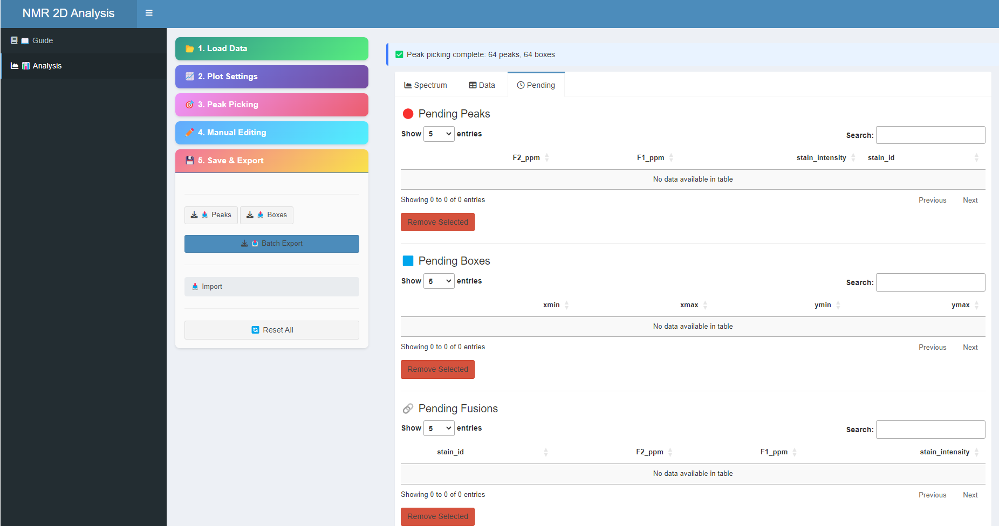 NMR 2D Analysis
Guide
Analysis
1. Load Data
2. Plot Settings
3. Peak Picking
4. Manual Editing
5. Save & Export
Peaks
Boxes
Batch Export
Import
Reset All
Peak picking complete: 64 peaks, 64 boxes
Spectrum
Data
Pending
Pending Peaks
Show 5 entries
Search:
F2_ppm F1_ppm stain_intensity stain_id
No data available in table
Showing 0 to 0 of 0 entries
Previous Next
Remove Selected
Pending Boxes
Show 5 entries
Search:
xmin xmax ymin ymax
No data available in table
Showing 0 to 0 of 0 entries
Previous Next
Remove Selected
Pending Fusions
Show 5 entries
Search:
stain_id F2_ppm F1_ppm stain_intensity
No data available in table
Showing 0 to 0 of 0 entries
Previous Next
Remove Selected